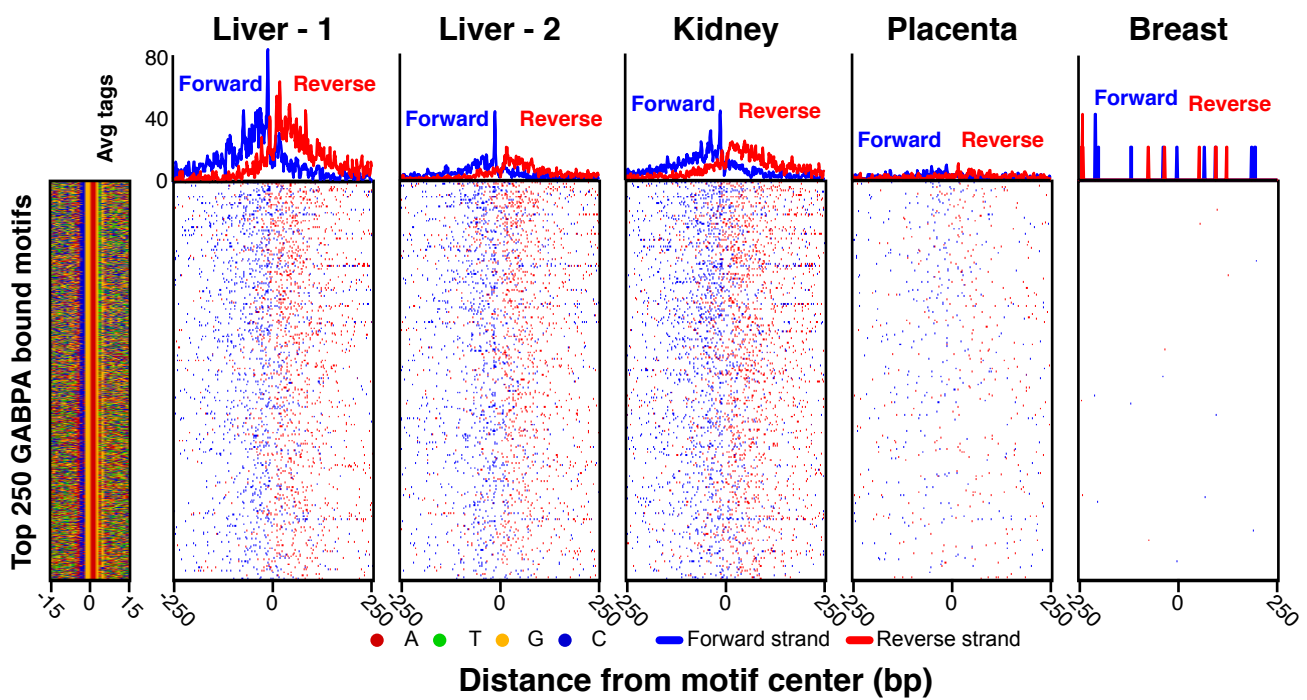 Liver - 1 Liver - 2 Kidney Placenta Breast
Avg tags
80
40
0
Forward Reverse
Forward Reverse
Forward Reverse
Forward Reverse
Forward Reverse
Top 250 GABPA bound motifs
-15 0 15
-250 0 250
-250 0 250
-250 0 250
-250 0 250
-250 0 250
A T G C Forward strand Reverse strand
Distance from motif center (bp)